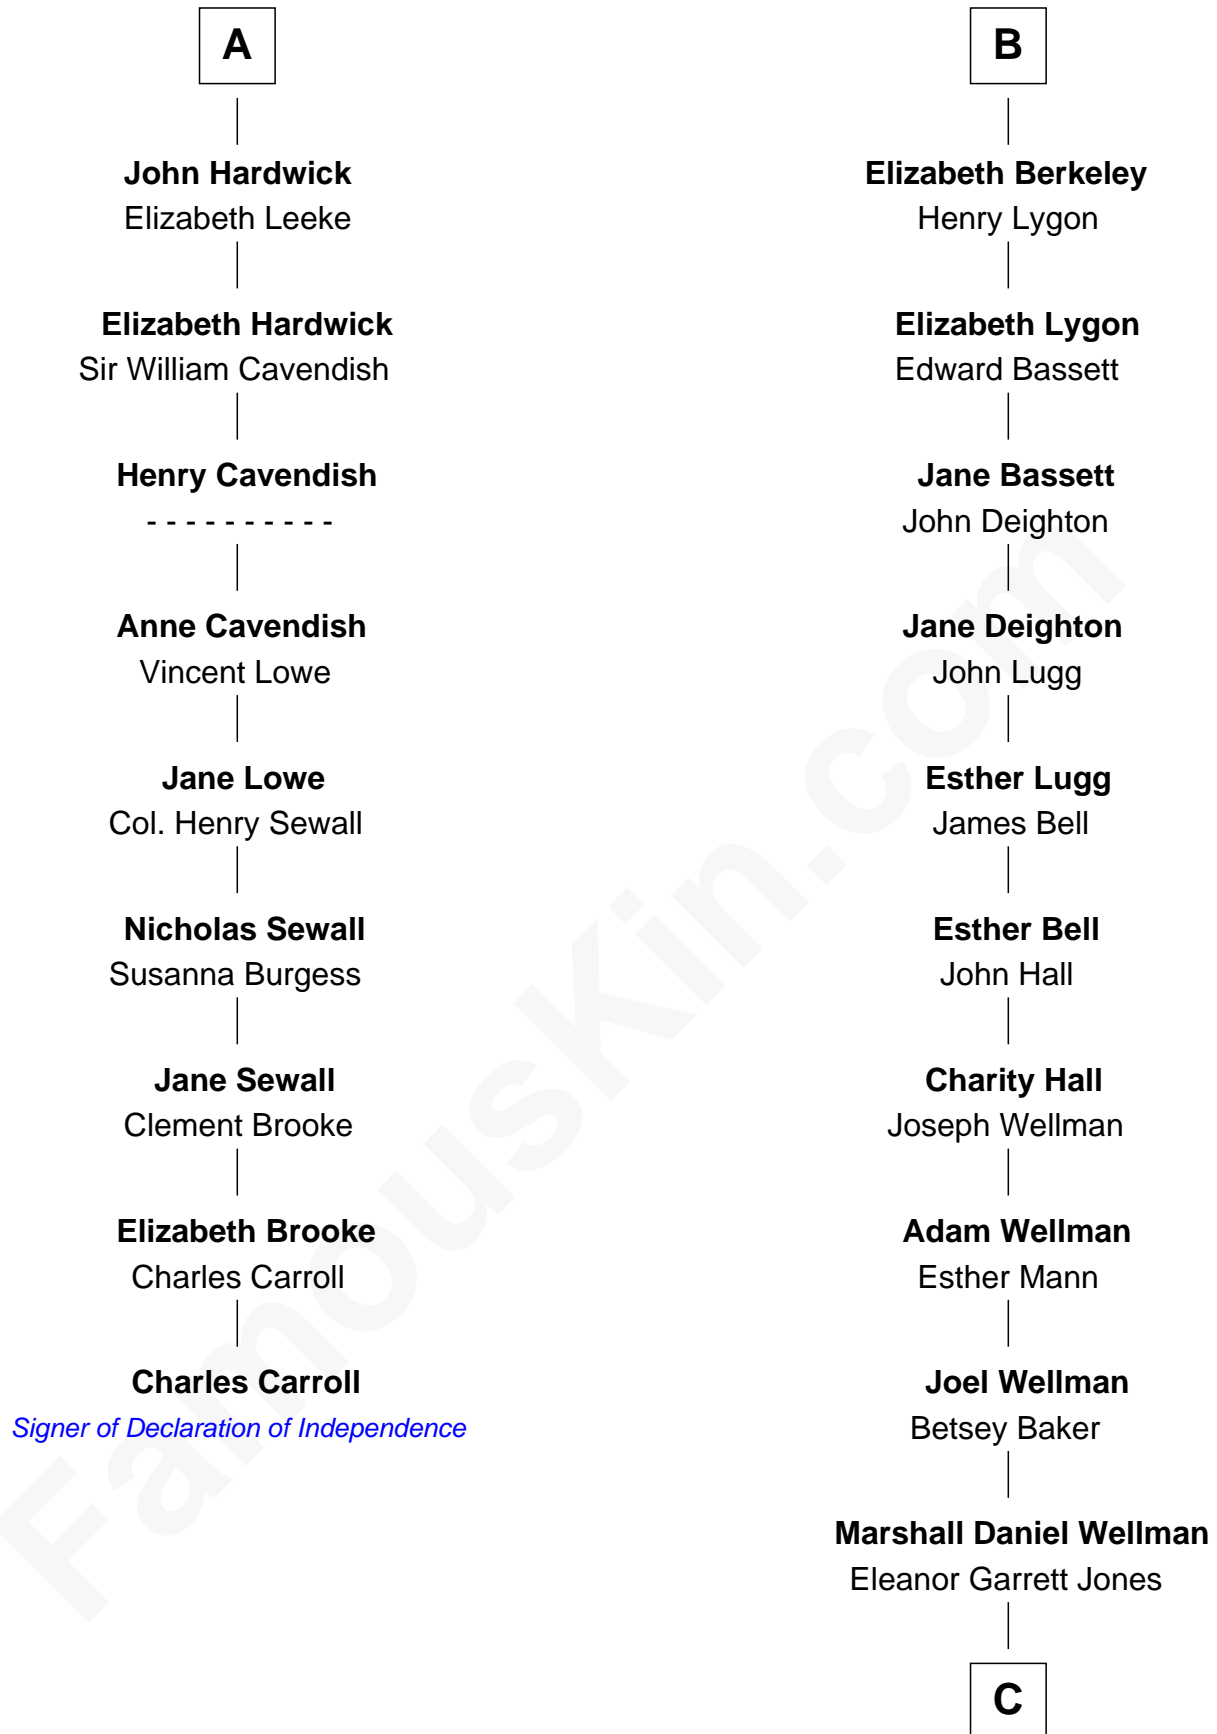 A
John Hardwick
Elizabeth Leeke
Elizabeth Hardwick
Sir William Cavendish
Henry Cavendish
- - - - - - - - - -
Anne Cavendish
Vincent Lowe
Jane Lowe
Col. Henry Sewall
Nicholas Sewall
Susanna Burgess
Jane Sewall
Clement Brooke
Elizabeth Brooke
Charles Carroll
Charles Carroll
Signer of Declaration of Independence
B
Elizabeth Berkeley
Henry Lygon
Elizabeth Lygon
Edward Bassett
Jane Bassett
John Deighton
Jane Deighton
John Lugg
Esther Lugg
James Bell
Esther Bell
John Hall
Charity Hall
Joseph Wellman
Adam Wellman
Esther Mann
Joel Wellman
Betsey Baker
Marshall Daniel Wellman
Eleanor Garrett Jones
C
FamousKin.com